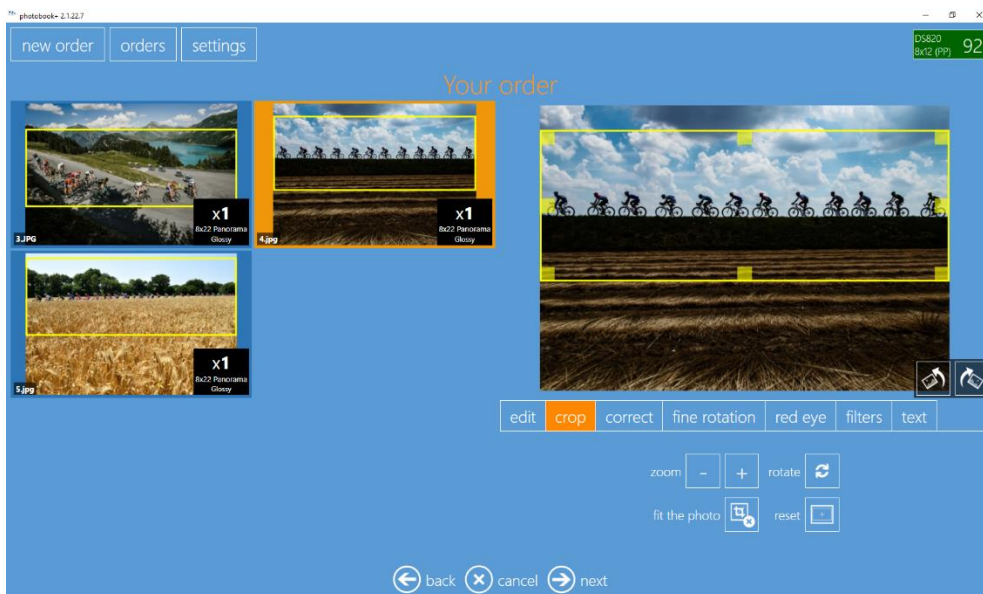 photobook+ 2.1.22.7
new order orders settings
DS820
8x12 (PP) 92
Your order
x1
8x22 Panorama
Glossy
3.JPG
x1
8x22 Panorama
Glossy
4.jpg
x1
8x22 Panorama
Glossy
5.jpg
edit crop correct fine rotation red eye filters text
zoom - + rotate
fit the photo reset
back cancel next